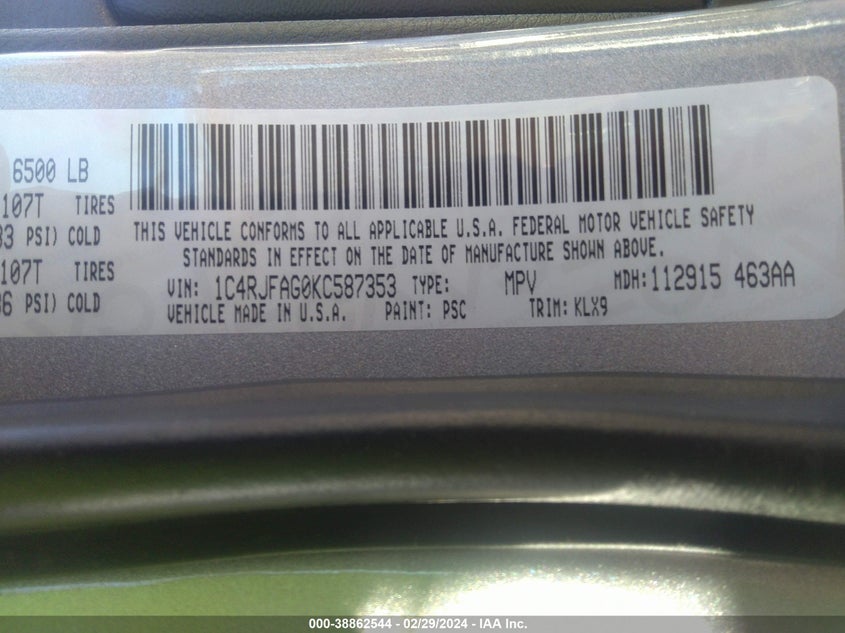 6500 LB
107T TIRES
33 PSI) COLD
107T TIRES
36 PSI) COLD
THIS VEHICLE CONFORMS TO ALL APPLICABLE U.S.A. FEDERAL MOTOR VEHICLE SAFETY
STANDARDS IN EFFECT ON THE DATE OF MANUFACTURE SHOWN ABOVE.
VIN: 1C4RJFAG0KC587353 TYPE: MPV MDH: 112915 463AA
VEHICLE MADE IN U.S.A. PAINT: PSC TRIM: KLX9
000-38862544 - 02/29/2024 - IAA Inc.